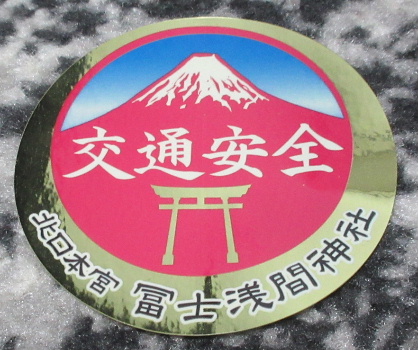 交通安全
北口本宮 冨士浅間神社